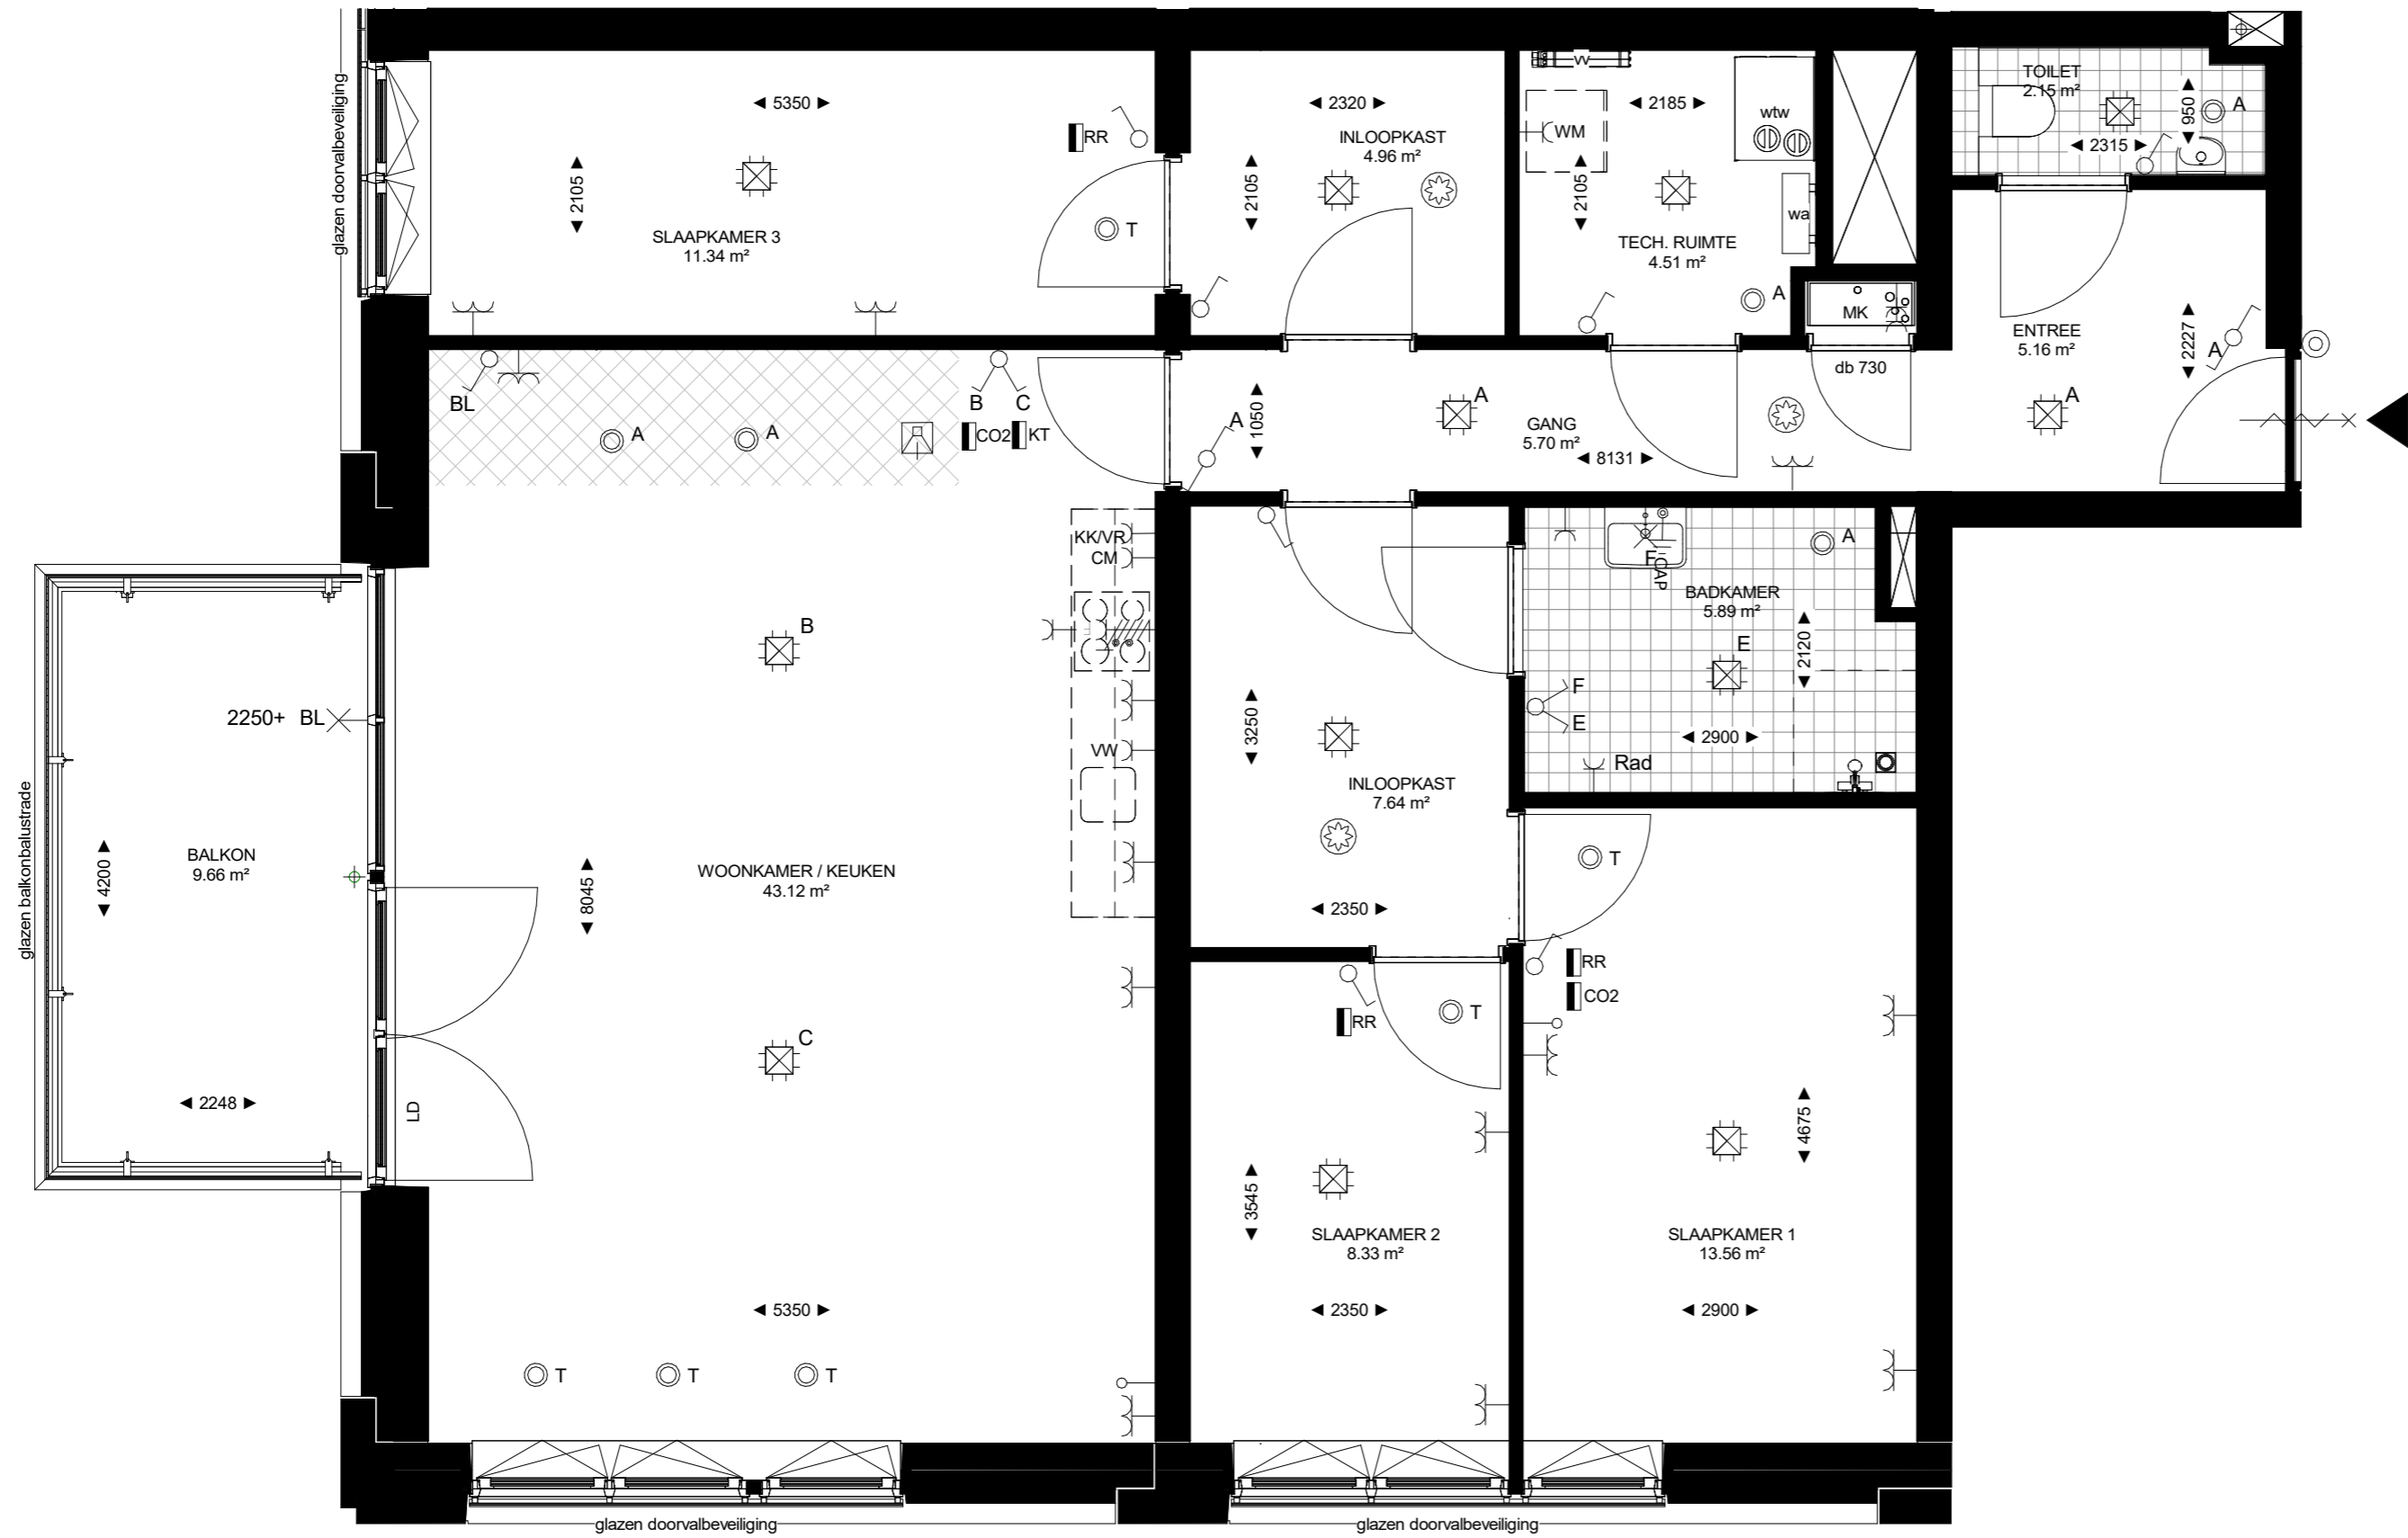 glazen doorvalbeveiliging
5350
2105
SLAAPKAMER 3
11.34 m²
RR
T
2320
INLOOPKAST
4.96 m²
2105
W
WM
2185
wtw
2105
wa
TECH. RUIMTE
4.51 m²
A
MK
db 730
TOILET
2.15 m²
950
A
2315
ENTREE
5.16 m²
2227
A
A
BL
A
A
B
C
CO2
KT
A
1050
A
GANG
5.70 m²
8131
KK/VR
CM
VW
F
CAP
A
BADKAMER
5.89 m²
E
2120
F
E
2900
Rad
B
2250+ BL
3250
INLOOPKAST
7.64 m²
2350
glazen balkonbalustrade
4200
BALKON
9.66 m²
2248
LD
8045
WOONKAMER / KEUKEN
43.12 m²
C
5350
T
T
T
T
RR
CO2
T
RR
3545
SLAAPKAMER 2
8.33 m²
2350
4675
SLAAPKAMER 1
13.56 m²
2900
glazen doorvalbeveiliging
glazen doorvalbeveiliging